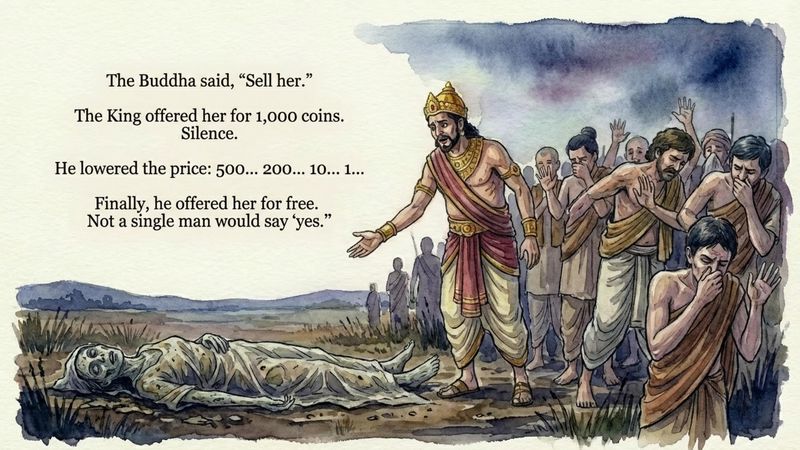 The Buddha said, “Sell her.”
The King offered her for 1,000 coins.
Silence.
He lowered the price: 500... 200... 10... 1...
Finally, he offered her for free.
Not a single man would say ‘yes.”